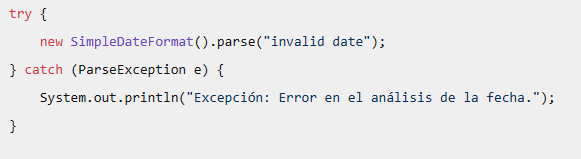 try {
    new SimpleDateFormat().parse("invalid date");
} catch (ParseException e) {
    System.out.println("Excepción: Error en el análisis de la fecha.");
}